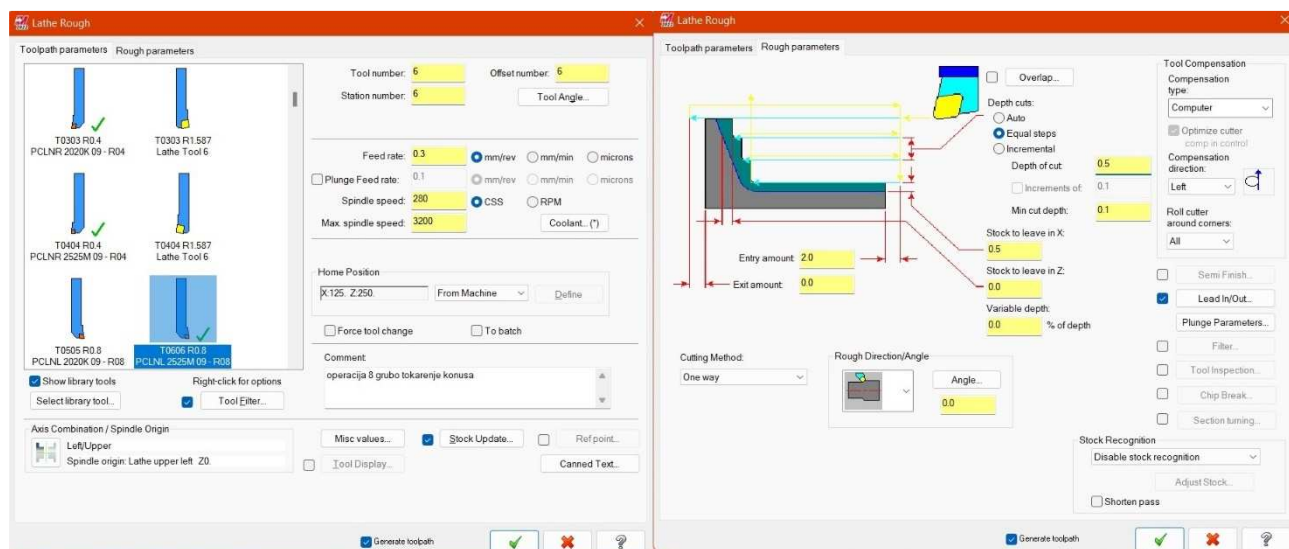 Lathe Rough
Toolpath parameters Rough parameters
T0303 R0.4
PCLNR 2020K 09 - R04
T0303 R1.587
Lathe Tool 6
T0404 R0.4
PCLNR 2525M 09 - R04
T0404 R1.587
Lathe Tool 6
T0505 R0.8
PCLNL 2020K 09 - R08
T0606 R0.8
PCLNL 2525M 09 - R08
Show library tools
Right-click for options
Select library tool...
Tool Filter...
Axis Combination / Spindle Origin
Left/Upper
Spindle origin: Lathe upper left Z0.
Tool number: 6
Offset number: 6
Station number: 6
Tool Angle...
Feed rate: 0.3 mm/rev mm/min microns
Plunge Feed rate: 0.1 mm/rev mm/min microns
Spindle speed: 280 CSS RPM
Max. spindle speed: 3200
Coolant... (*)
Home Position
X:125. Z:250.
From Machine
Define
Force tool change
To batch
Comment:
operacija 8 grubo tokarenje konusa
Misc values...
Stock Update...
Ref point...
Tool Display...
Canned Text...
Generate toolpath
Lathe Rough
Toolpath parameters Rough parameters
Overlap...
Depth cuts:
Auto
Equal steps
Incremental
Depth of cut: 0.5
Increments of: 0.1
Min cut depth: 0.1
Stock to leave in X:
0.5
Stock to leave in Z:
0.0
Variable depth:
0.0 % of depth
Entry amount: 2.0
Exit amount: 0.0
Cutting Method:
One way
Rough Direction/Angle
Angle...
0.0
Tool Compensation
Compensation
type:
Computer
Optimize cutter
comp in control
Compensation
direction:
Left
Roll cutter
around corners:
All
Semi Finish...
Lead In/Out...
Plunge Parameters...
Filter...
Tool Inspection...
Chip Break...
Section turning...
Stock Recognition
Disable stock recognition
Adjust Stock...
Shorten pass
Generate toolpath